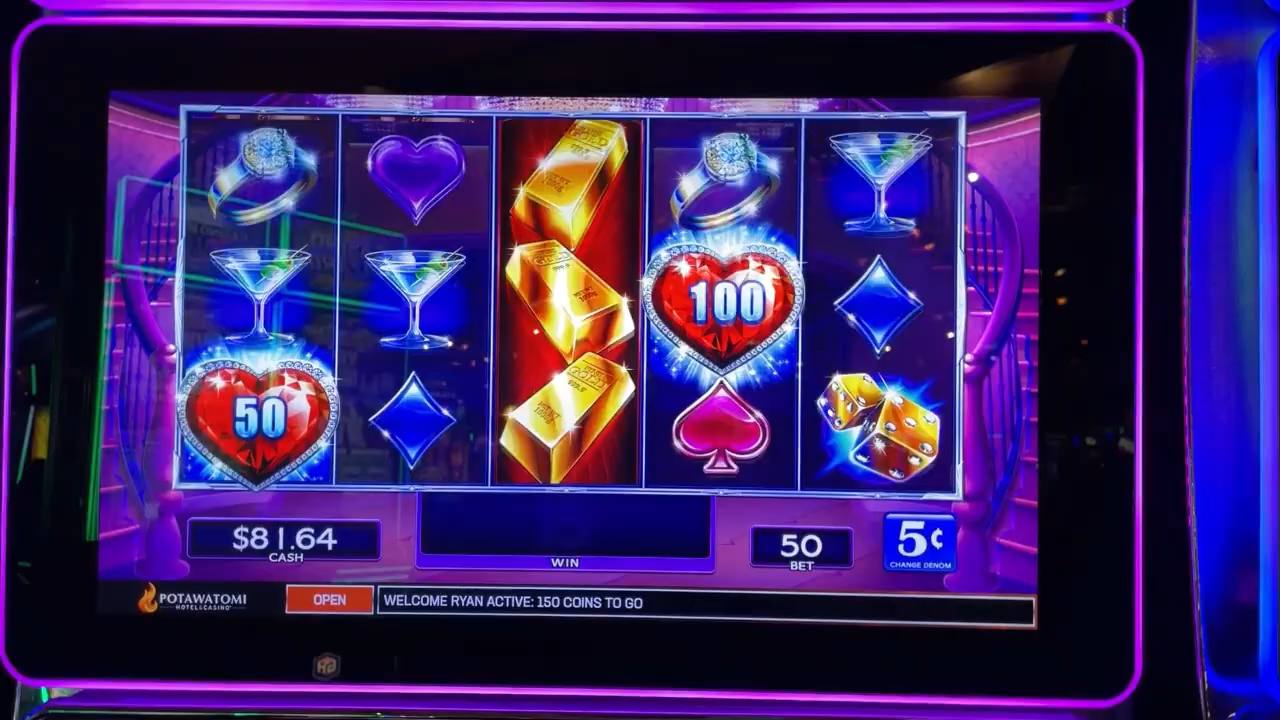 100
50
$81.64
CASH
WIN
50
BET
5¢
CHANGE DENOM
POTAWATOMI
HOTEL & CASINO
OPEN
WELCOME RYAN ACTIVE: 150 COINS TO GO